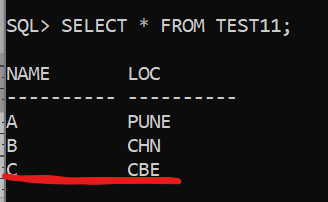 SQL> SELECT * FROM TEST11;
NAME LOC
---------- ----------
A PUNE
B CHN
C CBE